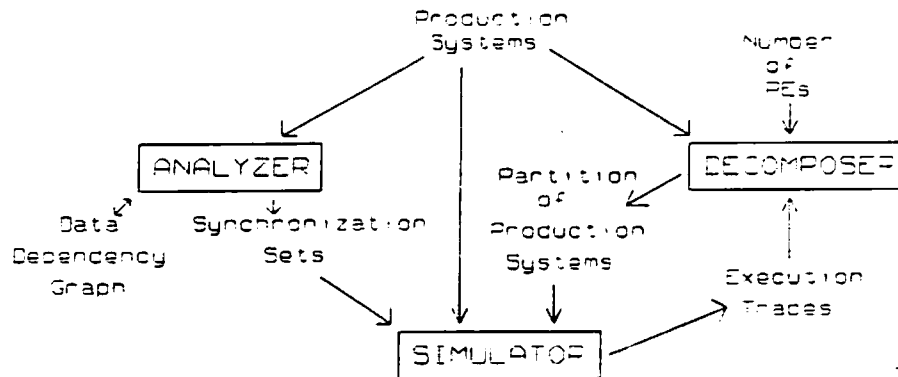 Production
Systems
Number
of
PEs
ANALYZER
DECOMPOSER
Partition
of
Production
Systems
Data
Dependency
Graph
Synchronization
Sets
Execution
Traces
SIMULATOR